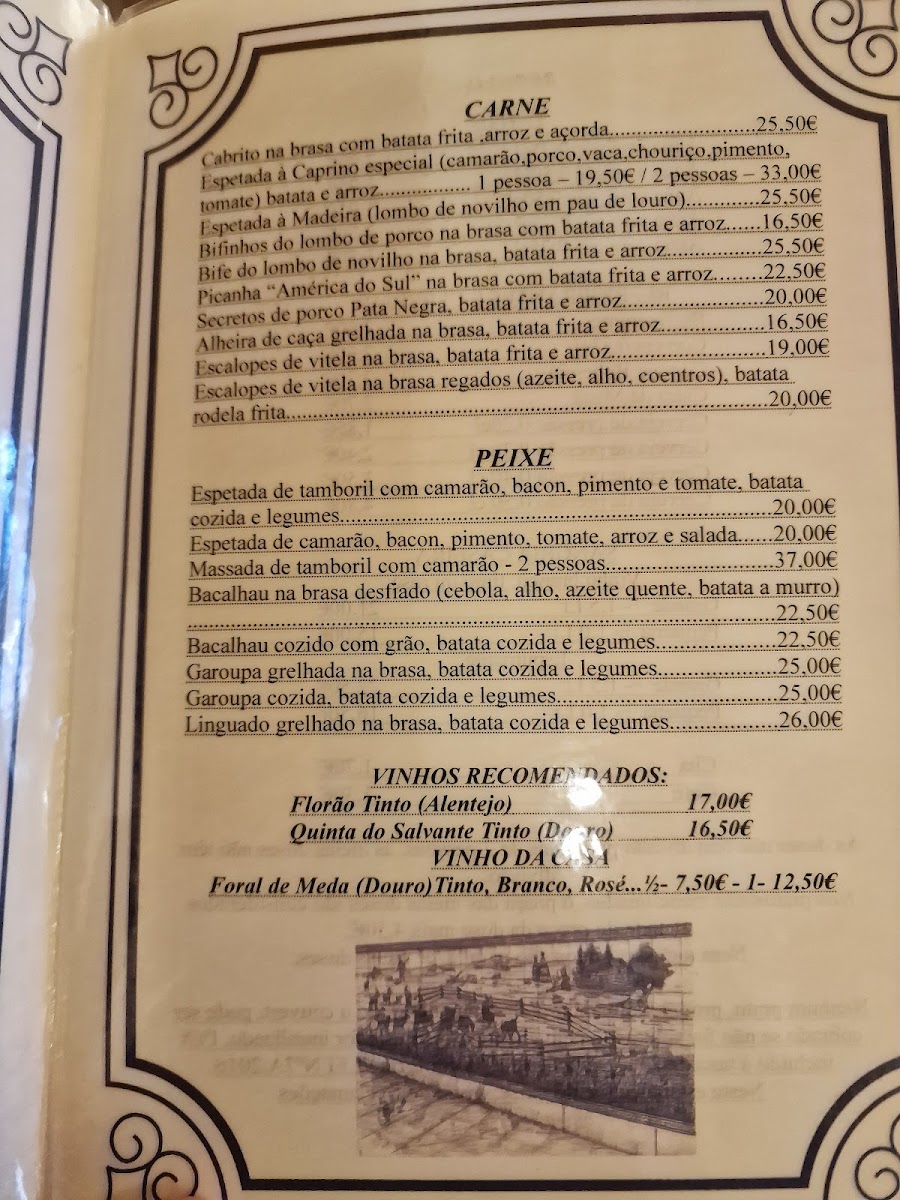 CARNE
Cabrito na brasa com batata frita ,arroz e açorda..........................25,50€
Espetada à Caprino especial (camarão,porco,vaca,chouriço,pimento,
tomate) batata e arroz................. 1 pessoa – 19,50€ / 2 pessoas – 33,00€
Espetada à Madeira (lombo de novilho em pau de louro).............25,50€
Bifinhos do lombo de porco na brasa com batata frita e arroz......16,50€
Bife do lombo de novilho na brasa, batata frita e arroz.................25,50€
Picanha “América do Sul” na brasa com batata frita e arroz.........22,50€
Secretos de porco Pata Negra, batata frita e arroz.........................20,00€
Alheira de caça grelhada na brasa, batata frita e arroz...................16,50€
Escalopes de vitela na brasa, batata frita e arroz............................19,00€
Escalopes de vitela na brasa regados (azeite, alho, coentros), batata
rodela frita......................................................................................20,00€
PEIXE
Espetada de tamboril com camarão, bacon, pimento e tomate, batata
cozida e legumes.............................................................................20,00€
Espetada de camarão, bacon, pimento, tomate, arroz e salada......20,00€
Massada de tamboril com camarão - 2 pessoas..............................37,00€
Bacalhau na brasa desfiado (cebola, alho, azeite quente, batata a murro)
.........................................................................................................22,50€
Bacalhau cozido com grão, batata cozida e legumes.....................22,50€
Garoupa grelhada na brasa, batata cozida e legumes.....................25,00€
Garoupa cozida, batata cozida e legumes.......................................25,00€
Linguado grelhado na brasa, batata cozida e legumes...................26,00€
VINHOS RECOMENDADOS:
Florão Tinto (Alentejo) 17,00€
Quinta do Salvante Tinto (Douro) 16,50€
VINHO DA CASA
Foral de Meda (Douro)Tinto, Branco, Rosé...½- 7,50€ - 1- 12,50€